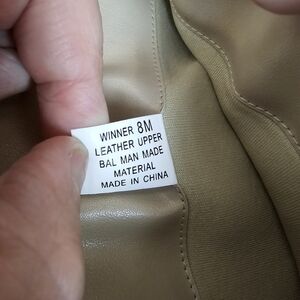 WINNER 8M
LEATHER UPPER
BAL MAN MADE
MATERIAL
MADE IN CHINA